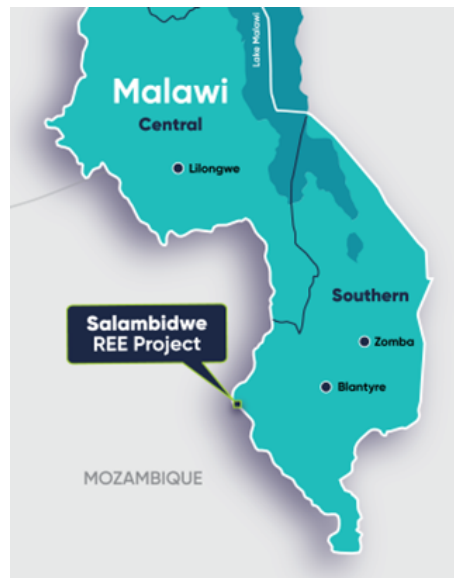 Lake Malawi
Malawi
Central
Lilongwe
Southern
Salambidwe
REE Project
Zomba
Blantyre
MOZAMBIQUE